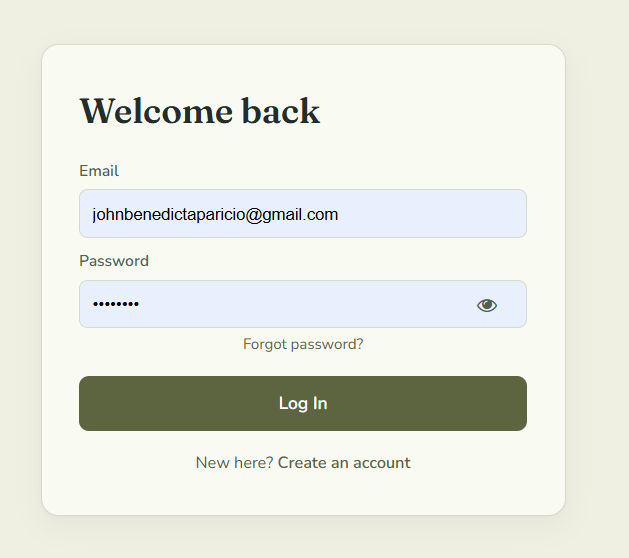 Welcome back
Email
johnbenedictaparicio@gmail.com
Password
••••••••
Forgot password?
Log In
New here? Create an account